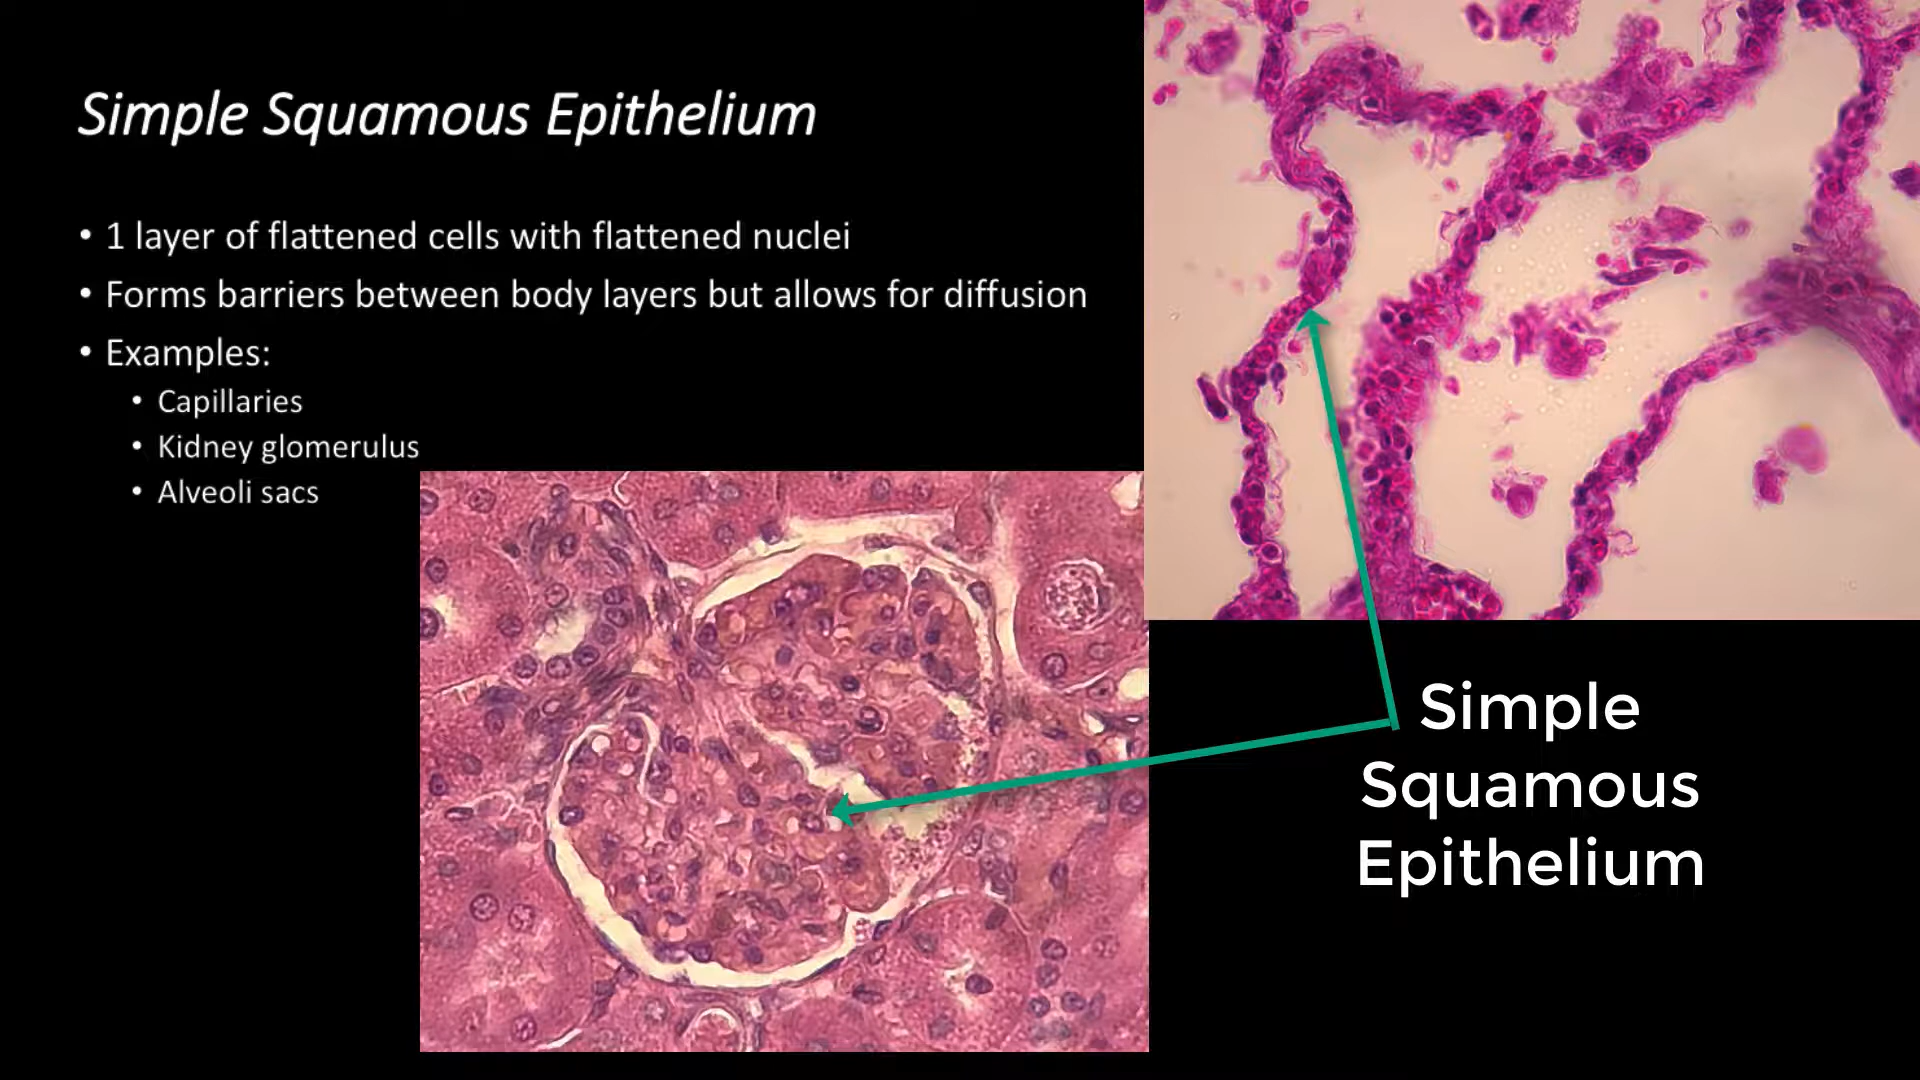 Simple Squamous Epithelium
• 1 layer of flattened cells with flattened nuclei
• Forms barriers between body layers but allows for diffusion
• Examples:
• Capillaries
• Kidney glomerulus
• Alveoli sacs
Simple
Squamous
Epithelium